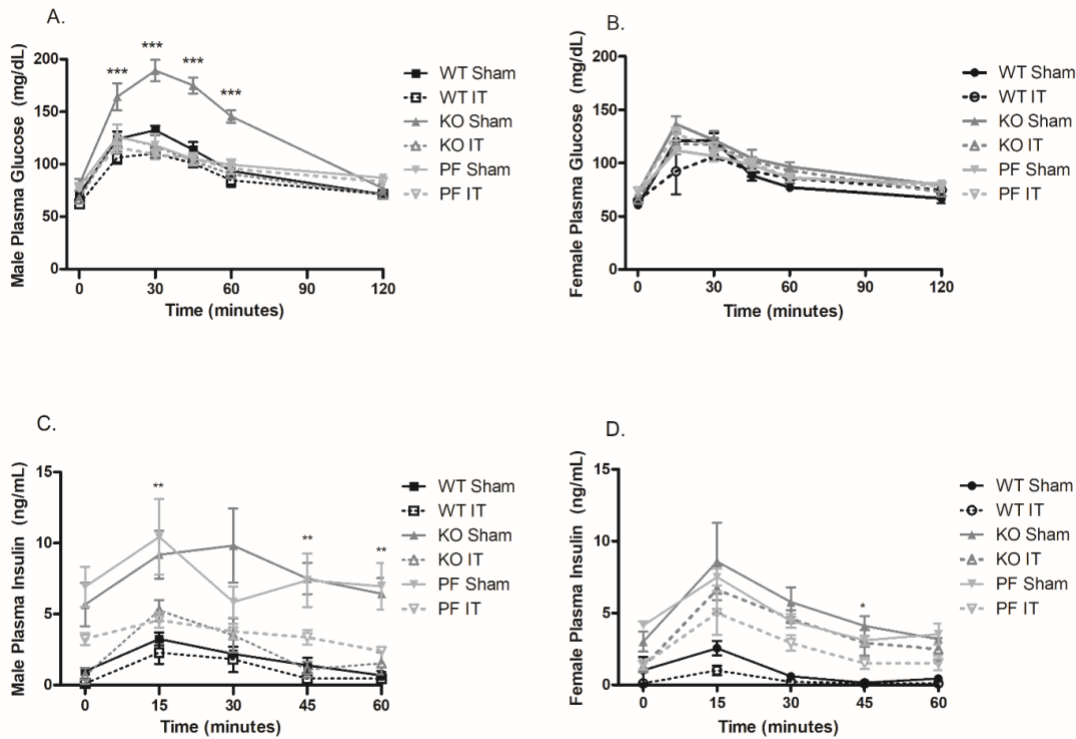 A.
Male Plasma Glucose (mg/dL)
200
150
100
50
0
*** *** *** ***
0 30 60 90 120
Time (minutes)
WT Sham
WT IT
KO Sham
KO IT
PF Sham
PF IT
B.
Female Plasma Glucose (mg/dL)
200
150
100
50
0
0 30 60 90 120
Time (minutes)
WT Sham
WT IT
KO Sham
KO IT
PF Sham
PF IT
C.
Male Plasma Insulin (ng/mL)
15
10
5
0
** ** **
0 15 30 45 60
Time (minutes)
WT Sham
WT IT
KO Sham
KO IT
PF Sham
PF IT
D.
Female Plasma Insulin (ng/mL)
15
10
5
0
*
0 15 30 45 60
Time (minutes)
WT Sham
WT IT
KO Sham
KO IT
PF Sham
PF IT